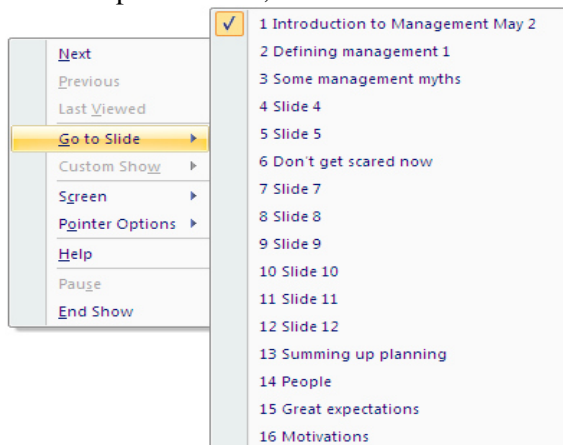 Next
Previous
Last Viewed
Go to Slide
Custom Show
Screen
Pointer Options
Help
Pause
End Show
1 Introduction to Management May 2
2 Defining management 1
3 Some management myths
4 Slide 4
5 Slide 5
6 Don't get scared now
7 Slide 7
8 Slide 8
9 Slide 9
10 Slide 10
11 Slide 11
12 Slide 12
13 Summing up planning
14 People
15 Great expectations
16 Motivations